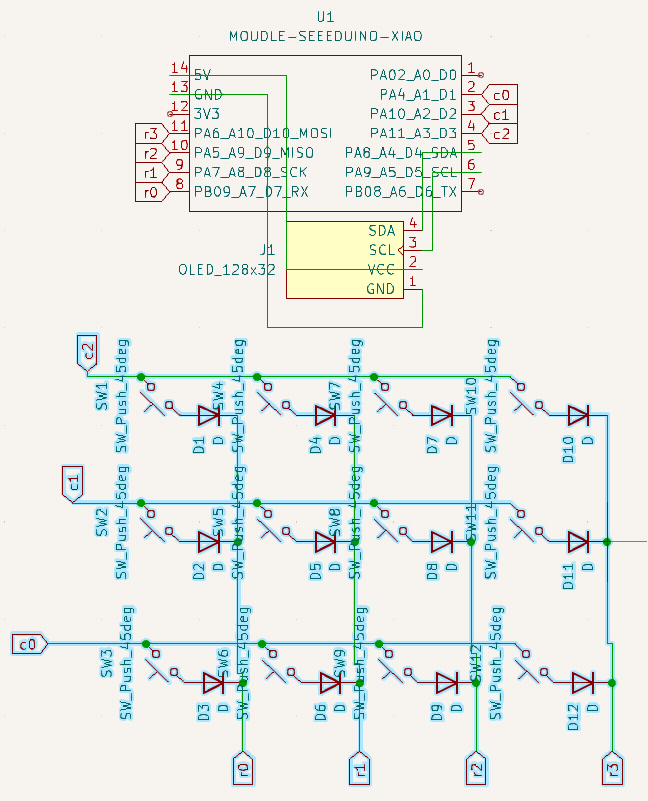 U1
MOUDLE-SEEEDUINO-XIAO
14 5V PA02_A0_D0 1
13 GND PA4_A1_D1 2 c0
12 3V3 PA10_A2_D2 3 c1
r3 11 PA6_A10_D10_MOSI PA11_A3_D3 4 c2
r2 10 PA5_A9_D9_MISO PA8_A4_D4_SDA 5
r1 9 PA7_A8_D8_SCK PA9_A5_D5_SCL 6
r0 8 PB09_A7_D7_RX PB08_A6_D6_TX 7
SDA 4
J1 SCL 3
OLED_128x32 VCC 2
GND 1
c2
SW1 SW_Push_45deg D1 D
SW4 SW_Push_45deg D4 D
SW7 SW_Push_45deg D7 D
SW10 SW_Push_45deg D10 D
c1
SW2 SW_Push_45deg D2 D
SW5 SW_Push_45deg D5 D
SW8 SW_Push_45deg D8 D
SW11 SW_Push_45deg D11 D
c0
SW3 SW_Push_45deg D3 D
SW6 SW_Push_45deg D6 D
SW9 SW_Push_45deg D9 D
SW12 SW_Push_45deg D12 D
r0 r1 r2 r3